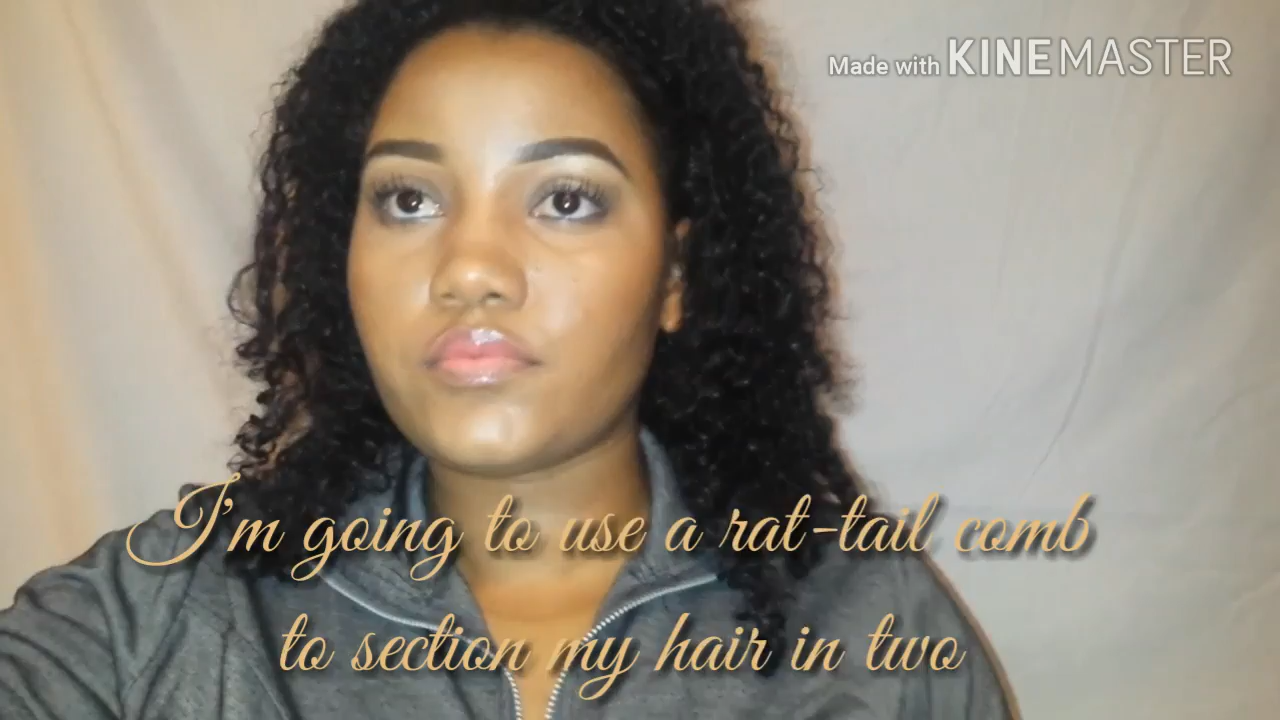 Made with KINEMASTER
I'm going to use a rat-tail comb
to section my hair in two